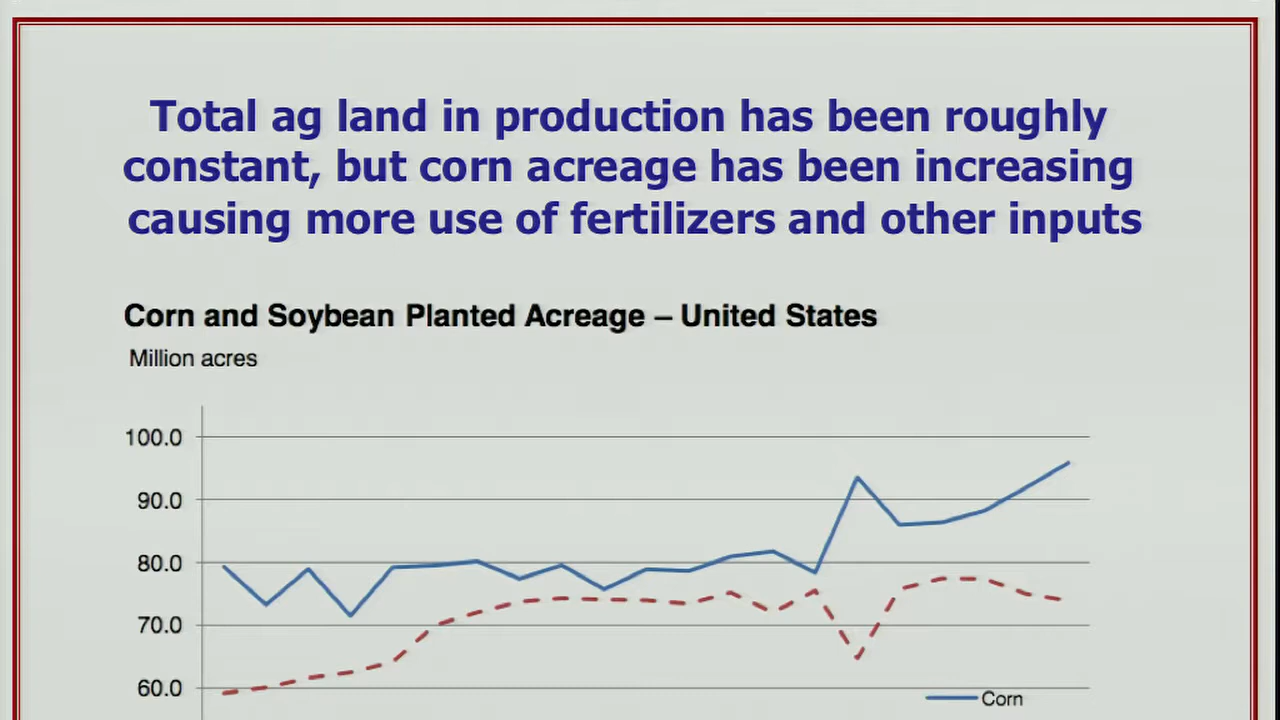 Total ag land in production has been roughly
constant, but corn acreage has been increasing
causing more use of fertilizers and other inputs
Corn and Soybean Planted Acreage – United States
Million acres
100.0
90.0
80.0
70.0
60.0
Corn